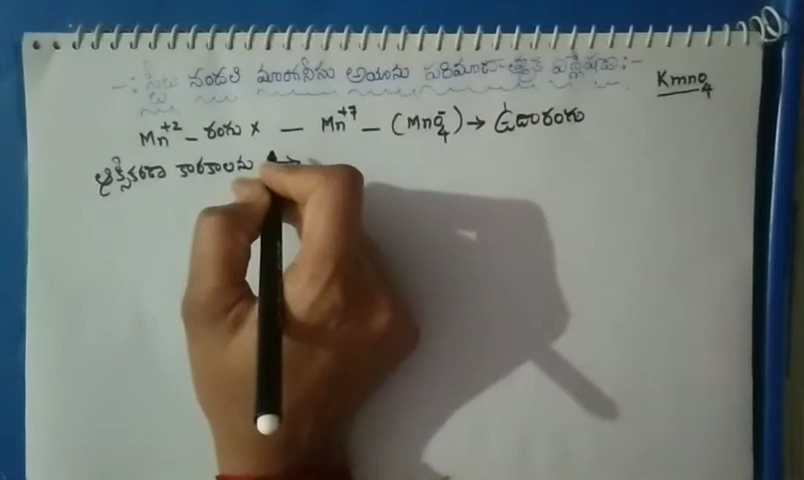 -: స్టీలు నందలి మాంగనీసు అయాను పరిమాణాత్మక విశ్లేషణ :-
KmnO4
Mn+2 - రంగు x — Mn+7 - (MnO4-) → ఊదారంగు
ఆక్సీకరణ కారకాలను →